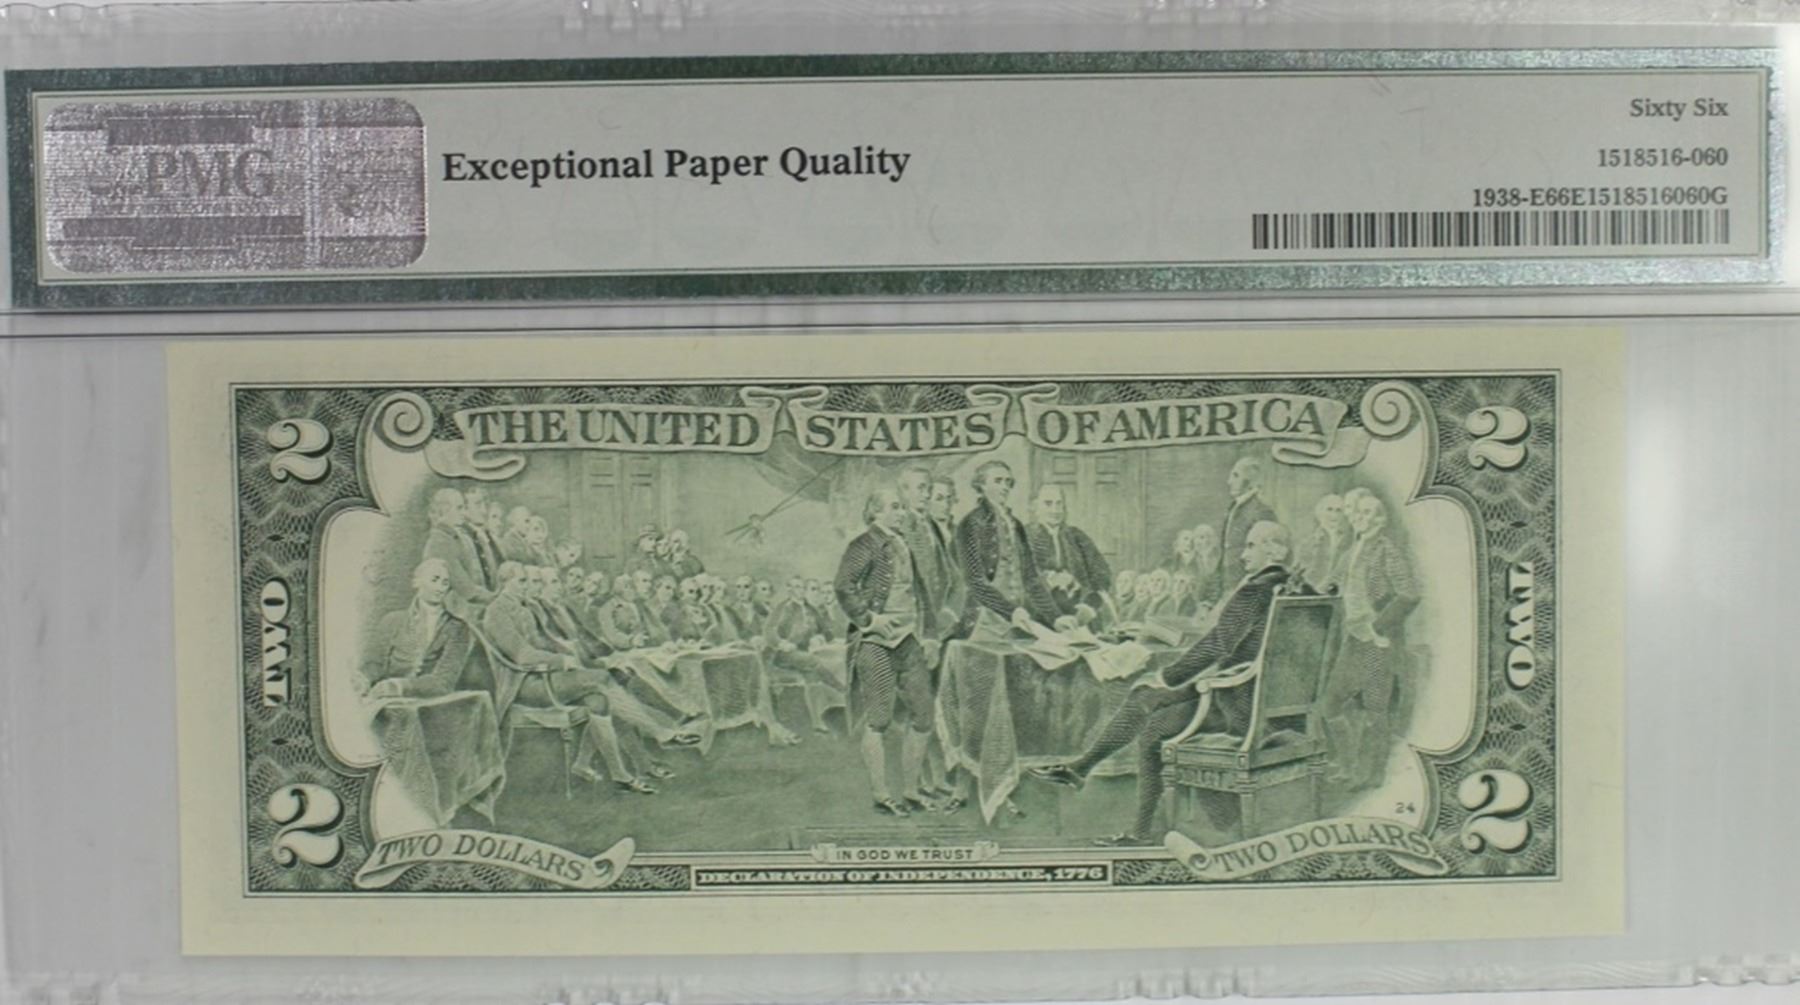 Sixty Six
PMG
Exceptional Paper Quality
1518516-060
1938-E66E1518516060G
THE UNITED STATES OF AMERICA
2
2
TWO
TWO
2
2
24
TWO DOLLARS
IN GOD WE TRUST
TWO DOLLARS
DECLARATION OF INDEPENDENCE, 1776